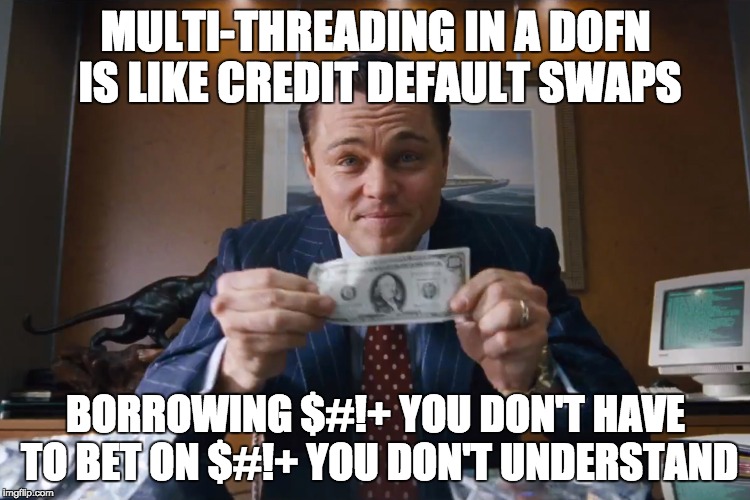 MULTI-THREADING IN A DOFN
IS LIKE CREDIT DEFAULT SWAPS
BORROWING $#!+ YOU DON'T HAVE
TO BET ON $#!+ YOU DON'T UNDERSTAND
imgflip.com